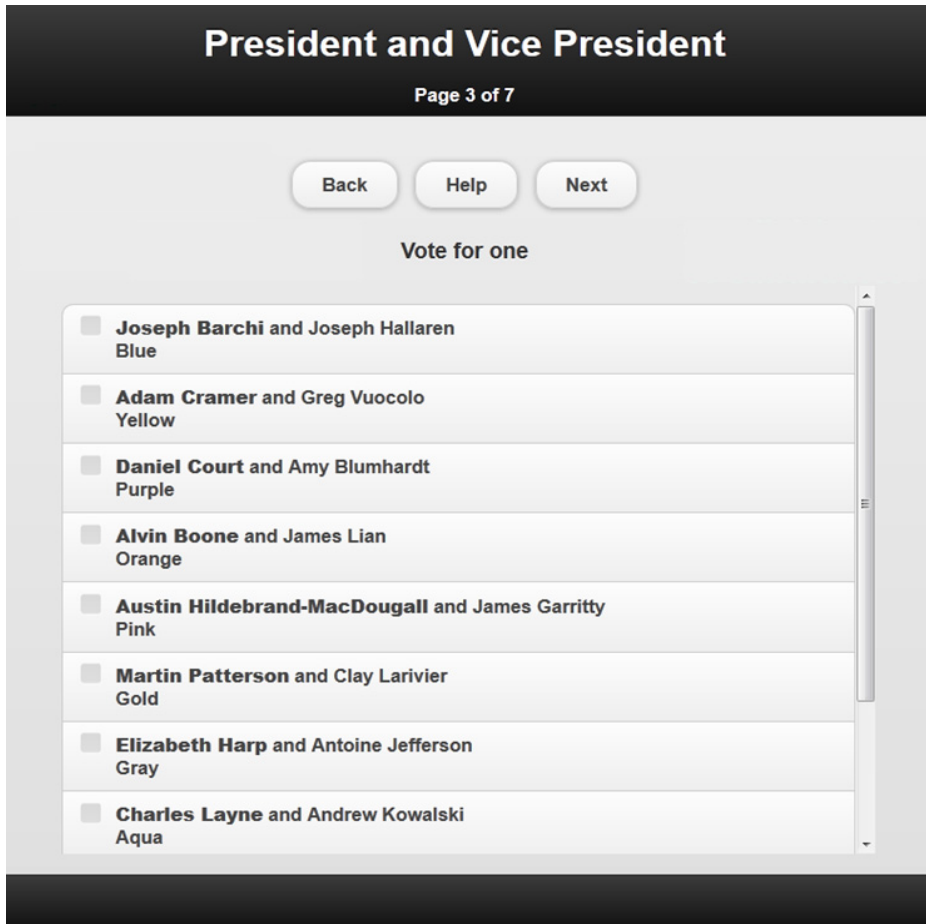 President and Vice President
Page 3 of 7
Back Help Next
Vote for one
Joseph Barchi and Joseph Hallaren
Blue
Adam Cramer and Greg Vuocolo
Yellow
Daniel Court and Amy Blumhardt
Purple
Alvin Boone and James Lian
Orange
Austin Hildebrand-MacDougall and James Garritty
Pink
Martin Patterson and Clay Larivier
Gold
Elizabeth Harp and Antoine Jefferson
Gray
Charles Layne and Andrew Kowalski
Aqua